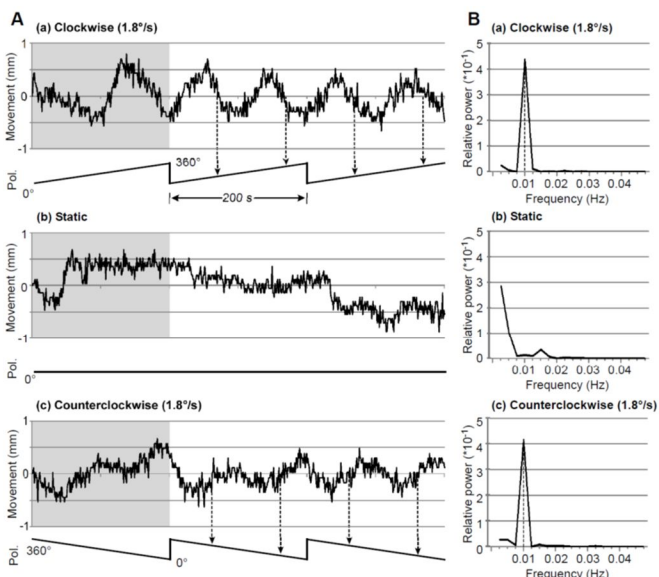 A
(a) Clockwise (1.8°/s)
Movement (mm)
1
0
-1
Pol.
0°
360°
200 s
(b) Static
Movement (mm)
1
0
-1
Pol.
0°
(c) Counterclockwise (1.8°/s)
Movement (mm)
1
0
-1
Pol.
360°
0°
B
(a) Clockwise (1.8°/s)
Relative power (*10⁻¹)
5
4
3
2
1
0
0.01 0.02 0.03 0.04
Frequency (Hz)
(b) Static
Relative power (*10⁻¹)
5
4
3
2
1
0
0.01 0.02 0.03 0.04
Frequency (Hz)
(c) Counterclockwise (1.8°/s)
Relative power (*10⁻¹)
5
4
3
2
1
0
0.01 0.02 0.03 0.04
Frequency (Hz)